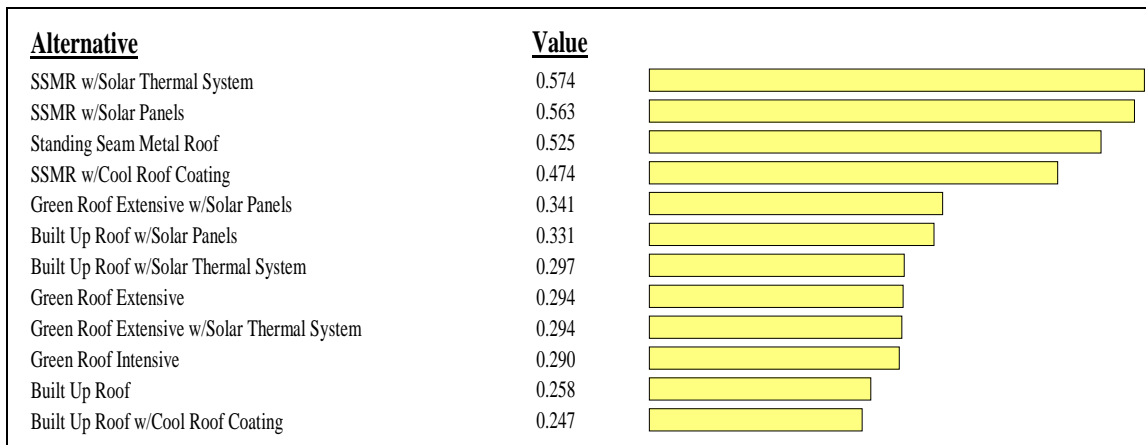 Alternative Value
SSMR w/Solar Thermal System 0.574
SSMR w/Solar Panels 0.563
Standing Seam Metal Roof 0.525
SSMR w/Cool Roof Coating 0.474
Green Roof Extensive w/Solar Panels 0.341
Built Up Roof w/Solar Panels 0.331
Built Up Roof w/Solar Thermal System 0.297
Green Roof Extensive 0.294
Green Roof Extensive w/Solar Thermal System 0.294
Green Roof Intensive 0.290
Built Up Roof 0.258
Built Up Roof w/Cool Roof Coating 0.247